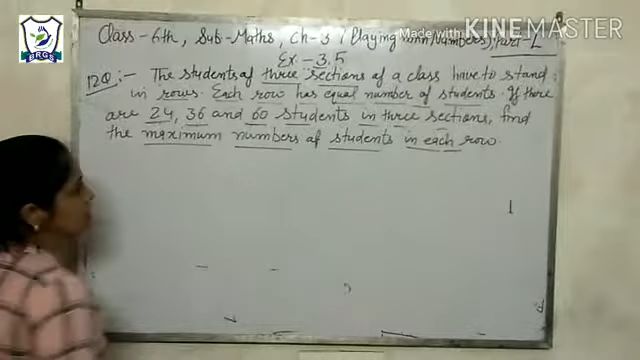 Class - 6th, Sub - Maths, Ch - 3 (Playing Numbers), Part - 2
Made with KINEMASTER
Ex - 3.5
12Q:- The students of three sections of a class have to stand
in rows. Each row has equal number of students. If there
are 24, 36 and 60 students in three sections, find
the maximum numbers of students in each row.
BRGS